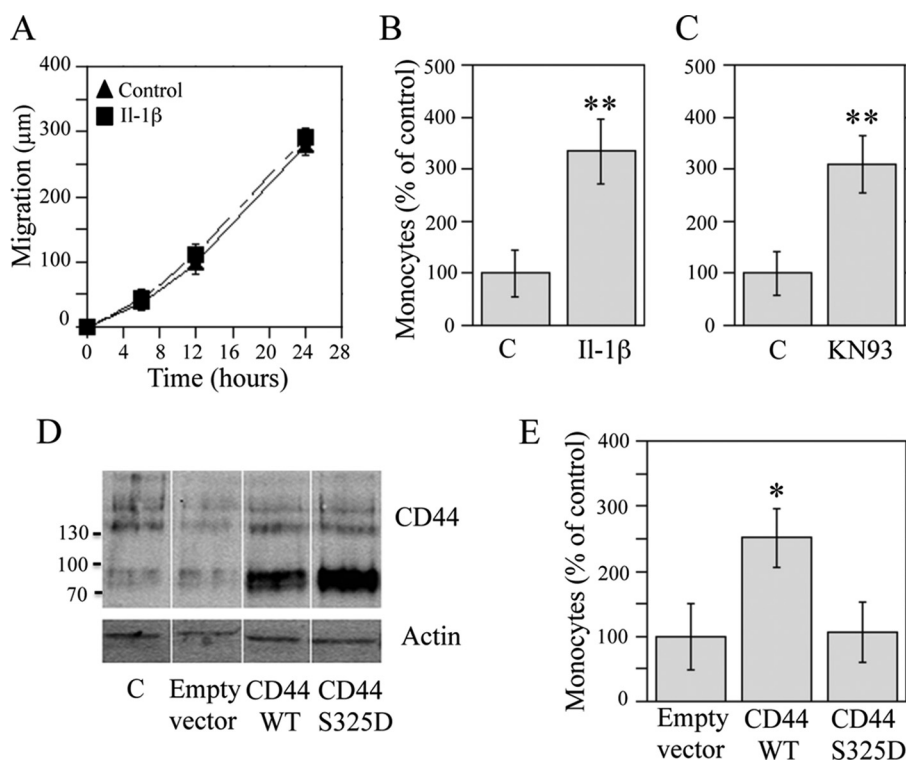 A
400
300
200
100
0
Migration (µm)
▲ Control
■ Il-1β
0 4 8 12 16 20 24 28
Time (hours)
B
500
400
300
200
100
0
Monocytes (% of control)
**
C Il-1β
C
500
400
300
200
100
0
**
C KN93
D
130
100
70
CD44
Actin
C Empty CD44 CD44
vector WT S325D
E
400
300
200
100
0
Monocytes (% of control)
*
Empty CD44 CD44
vector WT S325D